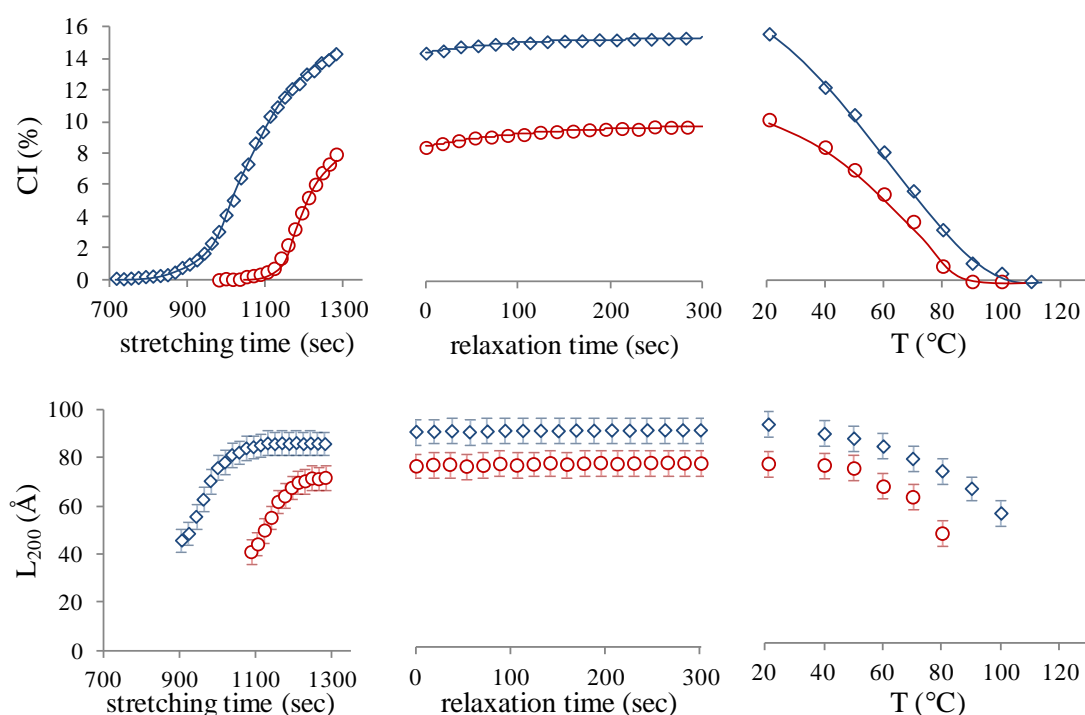 16
14
12
10
8
6
4
2
0
CI (%)
700 900 1100 1300
stretching time (sec)
0 100 200 300
relaxation time (sec)
20 40 60 80 100 120
T (°C)
100
80
60
40
20
0
L200 (Å)
700 900 1100 1300
stretching time (sec)
0 100 200 300
relaxation time (sec)
20 40 60 80 100 120
T (°C)